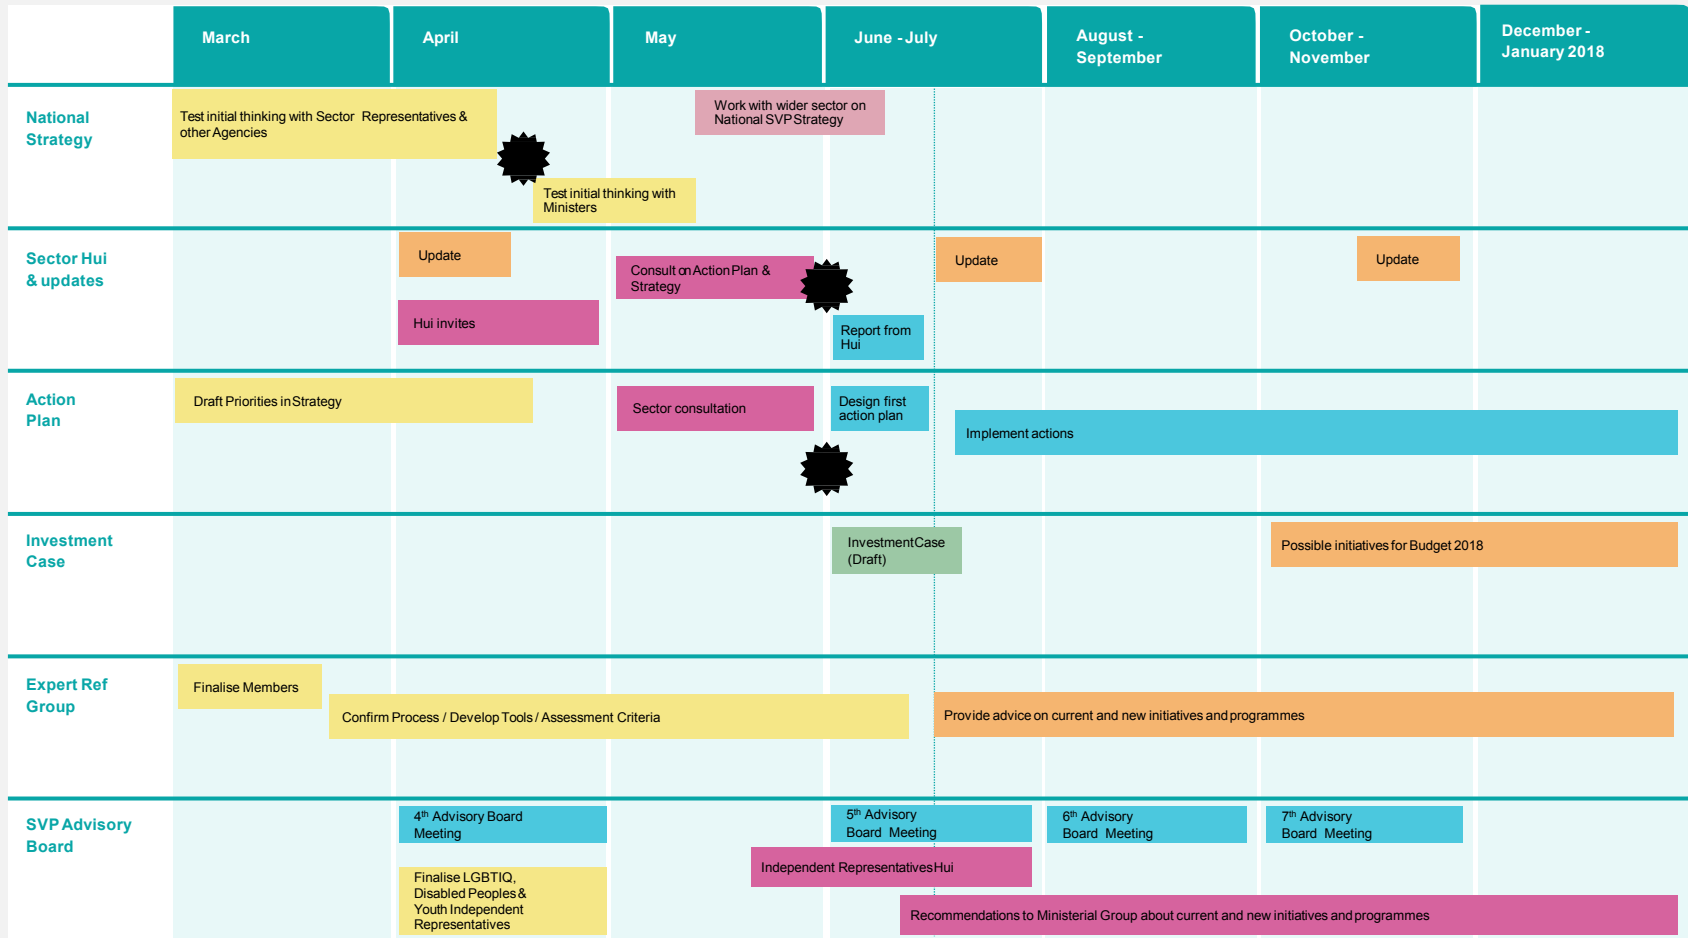 March
April
May
June - July
August -
September
October -
November
December -
January 2018
National
Strategy
Test initial thinking with Sector Representatives &
other Agencies
Work with wider sector on
National SVP Strategy
Test initial thinking with
Ministers
Sector Hui
& updates
Update
Hui invites
Consult on Action Plan &
Strategy
Report from
Hui
Update
Update
Action
Plan
Draft Priorities in Strategy
Sector consultation
Design first
action plan
Implement actions
Investment
Case
Investment Case
(Draft)
Possible initiatives for Budget 2018
Expert Ref
Group
Finalise Members
Confirm Process / Develop Tools / Assessment Criteria
Provide advice on current and new initiatives and programmes
SVP Advisory
Board
4th Advisory Board
Meeting
5th Advisory
Board Meeting
6th Advisory
Board Meeting
7th Advisory
Board Meeting
Independent Representatives Hui
Finalise LGBTIQ,
Disabled Peoples &
Youth Independent
Representatives
Recommendations to Ministerial Group about current and new initiatives and programmes